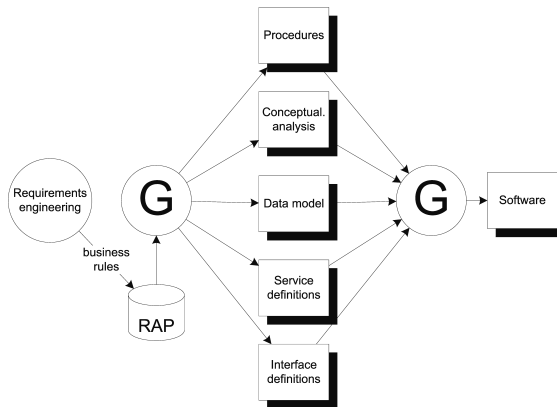 Procedures
Conceptual.
analysis
Requirements
engineering
G
Data model
G
Software
business
rules
RAP
Service
definitions
Interface
definitions